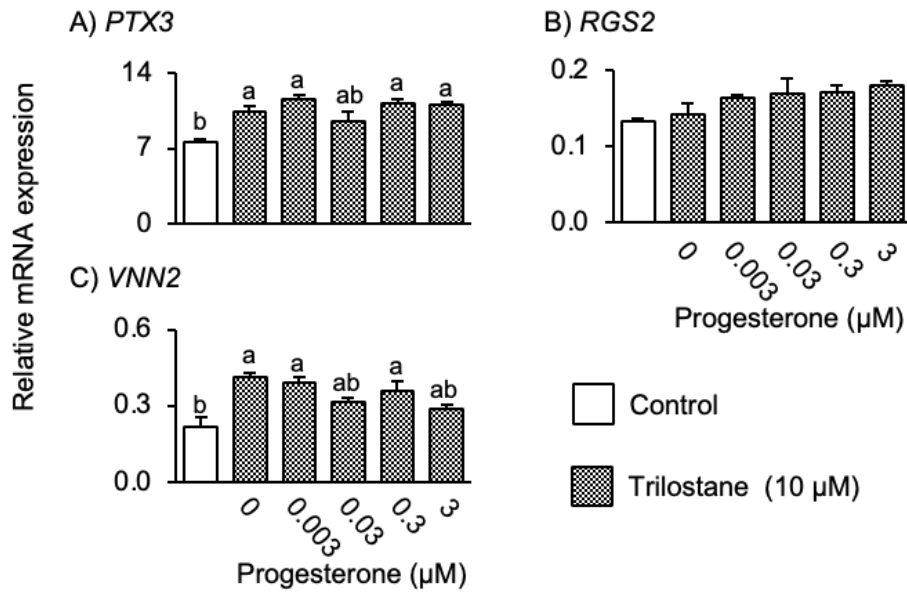 A) PTX3
14
7
0
b
a
a
ab
a
a
B) RGS2
0.2
0.1
0.0
0
0.003
0.03
0.3
3
Progesterone (µM)
Relative mRNA expression
C) VNN2
0.6
0.3
0.0
b
a
a
ab
a
ab
0
0.003
0.03
0.3
3
Progesterone (µM)
Control
Trilostane (10 µM)